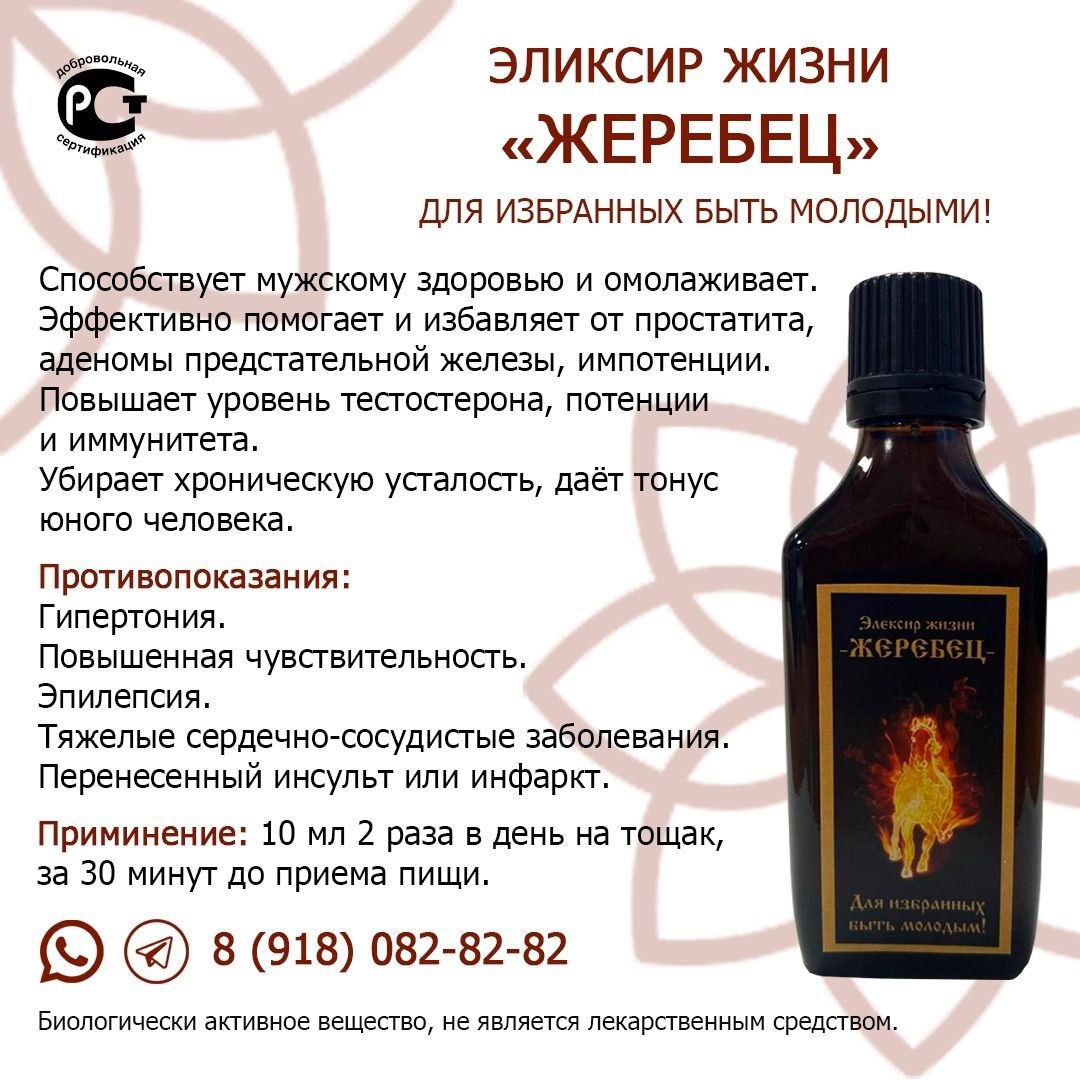 добровольная
РСТ
сертификация
ЭЛИКСИР ЖИЗНИ
«ЖЕРЕБЕЦ»
ДЛЯ ИЗБРАННЫХ БЫТЬ МОЛОДЫМИ!
Способствует мужскому здоровью и омолаживает.
Эффективно помогает и избавляет от простатита,
аденомы предстательной железы, импотенции.
Повышает уровень тестостерона, потенции
и иммунитета.
Убирает хроническую усталость, даёт тонус
юного человека.
Противопоказания:
Гипертония.
Повышенная чувствительность.
Эпилепсия.
Тяжелые сердечно-сосудистые заболевания.
Перенесенный инсульт или инфаркт.
Приминение: 10 мл 2 раза в день на тощак,
за 30 минут до приема пищи.
8 (918) 082-82-82
Биологически активное вещество, не является лекарственным средством.
Элексир жизни
-ЖЕРЕБЕЦ-
Для избранных
быть молодым!